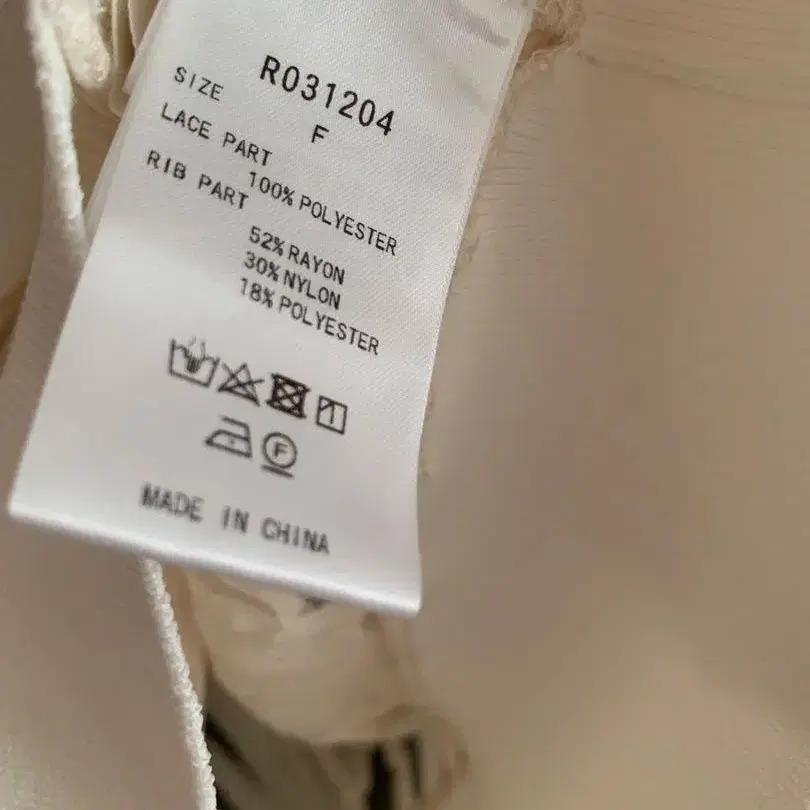 R031204
SIZE F
LACE PART
100% POLYESTER
RIB PART
52% RAYON
30% NYLON
18% POLYESTER
F
MADE IN CHINA